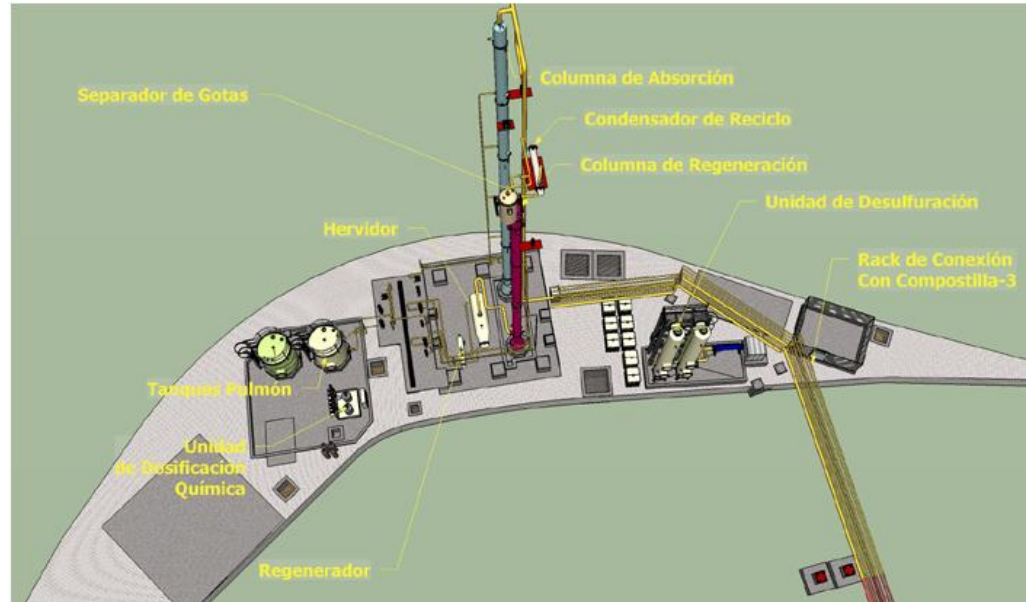 Columna de Absorción
Separador de Gotas
Condensador de Reciclo
Columna de Regeneración
Unidad de Desulfuración
Hervidor
Rack de Conexión
Con Compostilla-3
Tanques Pulmón
Unidad
de Dosificación
Química
Regenerador